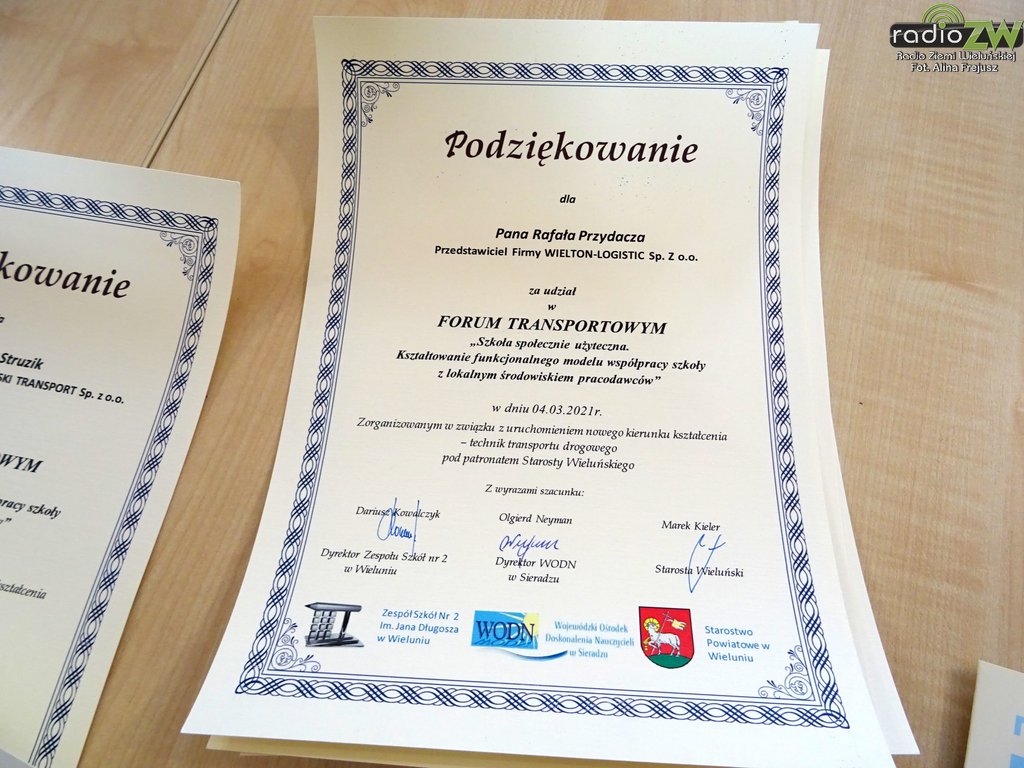 radioZW
Radio Ziemi Wieluńskiej
Fot. Alina Frejusz
Podziękowanie
dla
Pana Rafała Przydacza
Przedstawiciel Firmy WIELTON-LOGISTIC Sp. Z o.o.
za udział
w
FORUM TRANSPORTOWYM
„Szkoła społecznie użyteczna.
Kształtowanie funkcjonalnego modelu współpracy szkoły
z lokalnym środowiskiem pracodawców”
w dniu 04.03.2021r.
Zorganizowanym w związku z uruchomieniem nowego kierunku kształcenia
– technik transportu drogowego
pod patronatem Starosty Wieluńskiego
Z wyrazami szacunku:
Dariusz Kowalczyk
Dyrektor Zespołu Szkół nr 2
w Wieluniu
Olgierd Neyman
Dyrektor WODN
w Sieradzu
Marek Kieler
Starosta Wieluński
Zespół Szkół Nr 2
Im. Jana Długosza
w Wieluniu
WODN
Wojewódzki Ośrodek
Doskonalenia Nauczycieli
w Sieradzu
Starostwo
Powiatowe w
Wieluniu
kowanie
Struzik
SKI TRANSPORT Sp. z o.o.
WYM
pracy szkoły
ształcenia